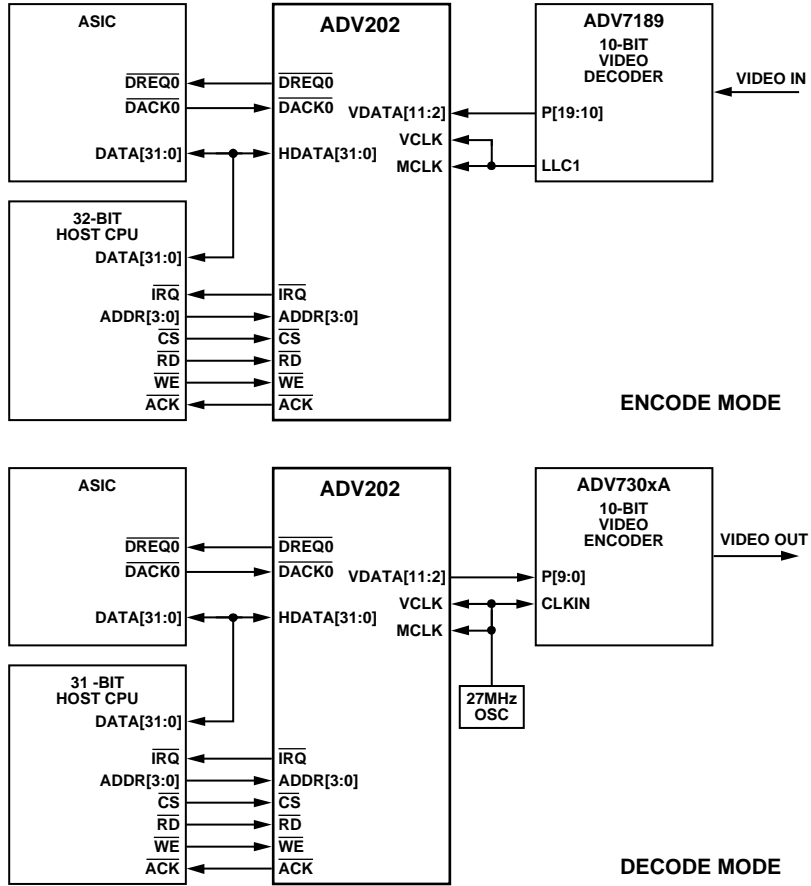 ASIC
DREQ0
DACK0
DATA[31:0]
32-BIT
HOST CPU
DATA[31:0]
IRQ
ADDR[3:0]
CS
RD
WE
ACK
ADV202
DREQ0
DACK0
HDATA[31:0]
VDATA[11:2]
VCLK
MCLK
IRQ
ADDR[3:0]
CS
RD
WE
ACK
ADV7189
10-BIT
VIDEO
DECODER
P[19:10]
LLC1
VIDEO IN
ENCODE MODE
ASIC
DREQ0
DACK0
DATA[31:0]
31 -BIT
HOST CPU
DATA[31:0]
IRQ
ADDR[3:0]
CS
RD
WE
ACK
ADV202
DREQ0
DACK0
HDATA[31:0]
VDATA[11:2]
VCLK
MCLK
IRQ
ADDR[3:0]
CS
RD
WE
ACK
ADV730xA
10-BIT
VIDEO
ENCODER
P[9:0]
CLKIN
VIDEO OUT
27MHz
OSC
DECODE MODE